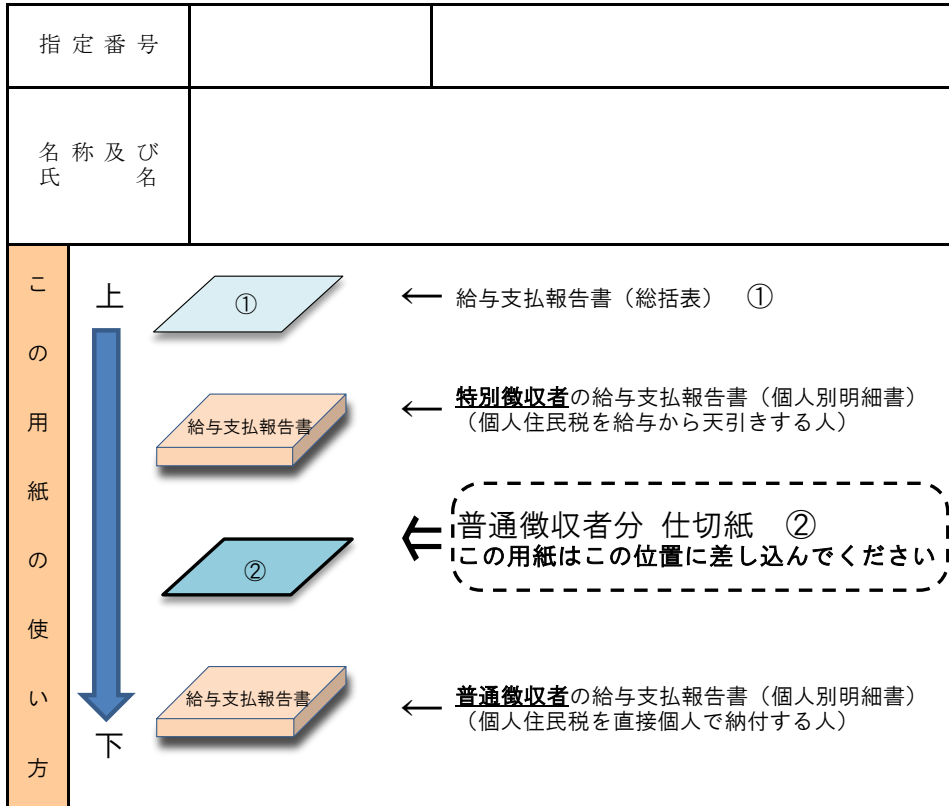 指定番号
名称及び
氏名
この用紙の使い方
上
①
← 給与支払報告書（総括表） ①
給与支払報告書
← 特別徴収者の給与支払報告書（個人別明細書）
（個人住民税を給与から天引きする人）
②
⇐ 普通徴収者分 仕切紙 ②
この用紙はこの位置に差し込んでください
給与支払報告書
← 普通徴収者の給与支払報告書（個人別明細書）
（個人住民税を直接個人で納付する人）
下